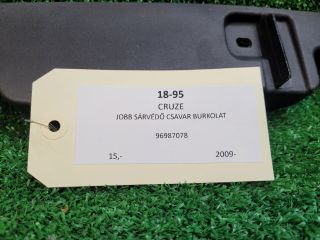 18-95
CRUZE
JOBB SÁRVÉDŐ CSAVAR BURKOLAT
96987078
15,- 2009-